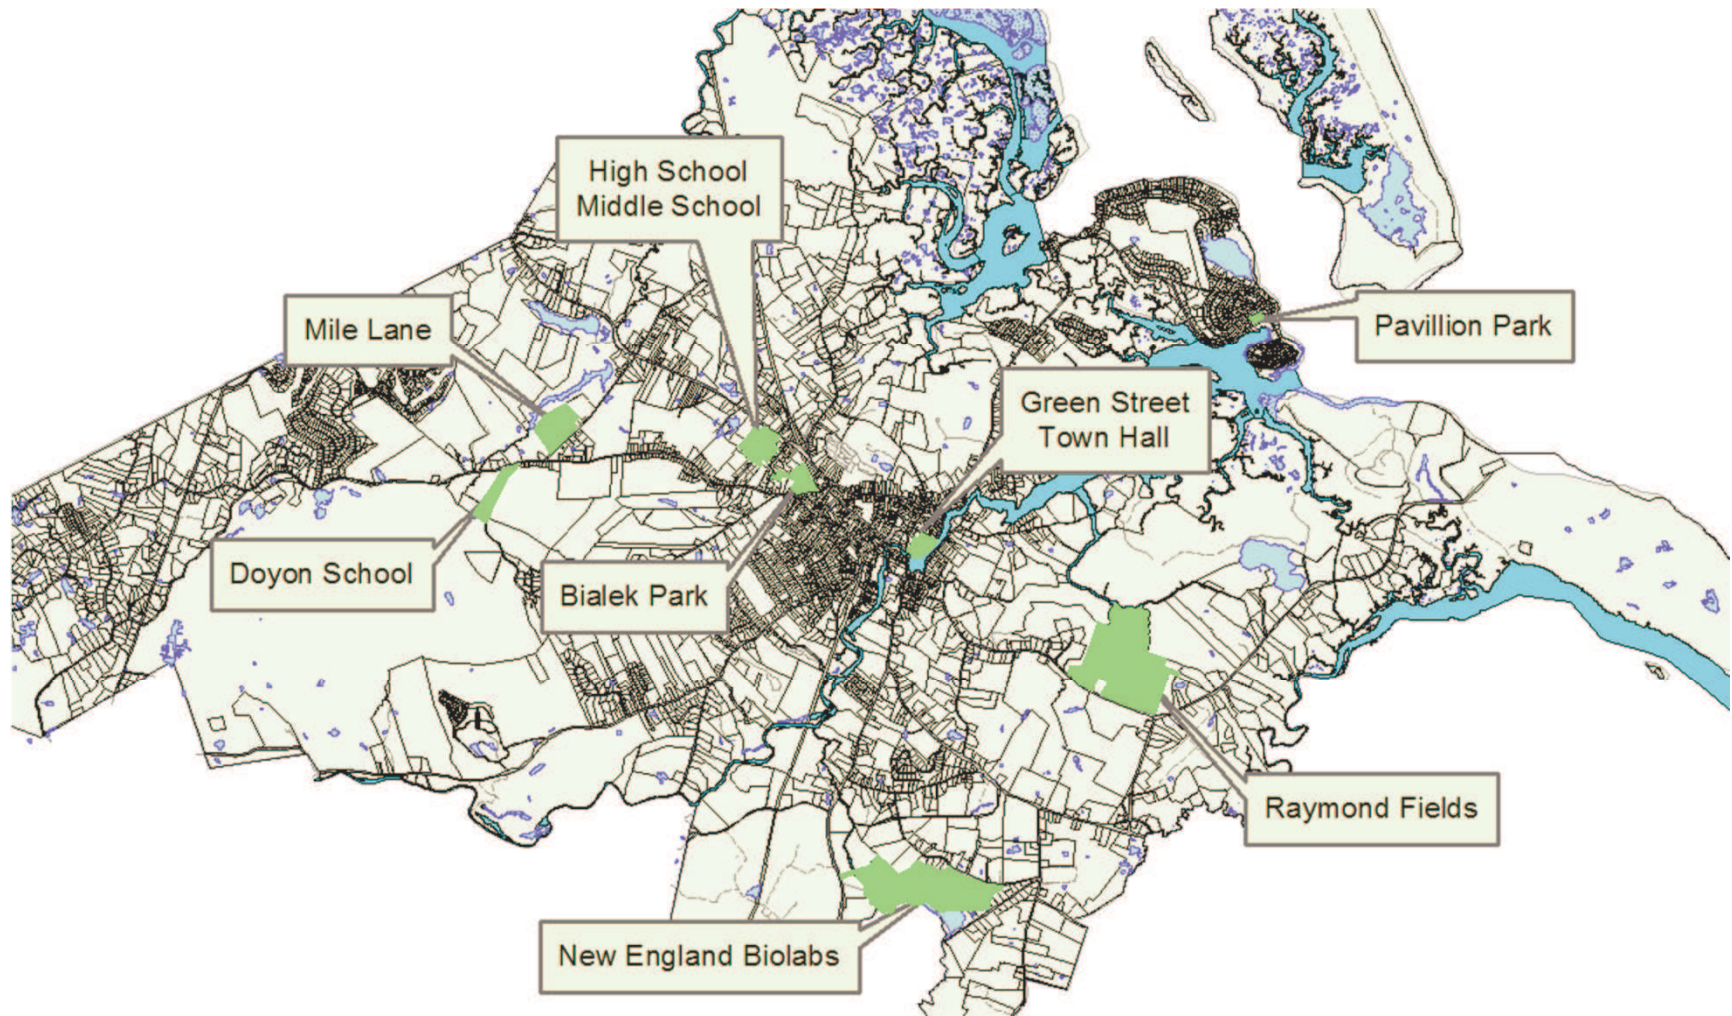 High School
Middle School
Mile Lane
Pavillion Park
Green Street
Town Hall
Doyon School
Bialek Park
Raymond Fields
New England Biolabs